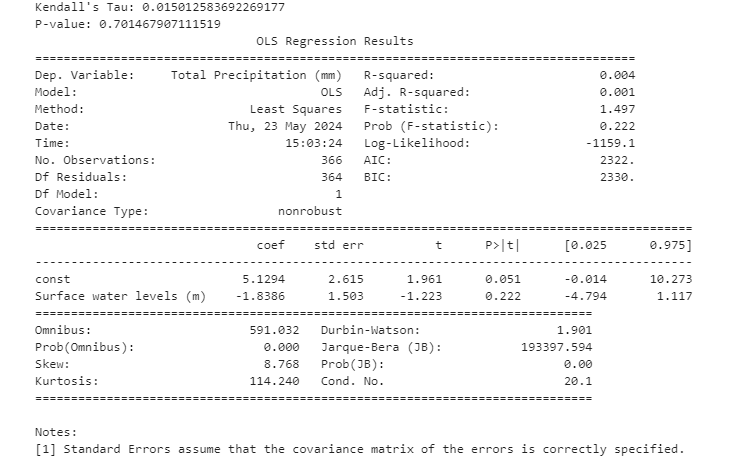 Kendall's Tau: 0.015012583692269177
P-value: 0.701467907111519
OLS Regression Results
==============================================================================
Dep. Variable: Total Precipitation (mm) R-squared: 0.004
Model: OLS Adj. R-squared: 0.001
Method: Least Squares F-statistic: 1.497
Date: Thu, 23 May 2024 Prob (F-statistic): 0.222
Time: 15:03:24 Log-Likelihood: -1159.1
No. Observations: 366 AIC: 2322.
Df Residuals: 364 BIC: 2330.
Df Model: 1
Covariance Type: nonrobust
==============================================================================
coef std err t P>|t| [0.025 0.975]
------------------------------------------------------------------------------
const 5.1294 2.615 1.961 0.051 -0.014 10.273
Surface water levels (m) -1.8386 1.503 -1.223 0.222 -4.794 1.117
==============================================================================
Omnibus: 591.032 Durbin-Watson: 1.901
Prob(Omnibus): 0.000 Jarque-Bera (JB): 193397.594
Skew: 8.768 Prob(JB): 0.00
Kurtosis: 114.240 Cond. No. 20.1
==============================================================================
Notes:
[1] Standard Errors assume that the covariance matrix of the errors is correctly specified.